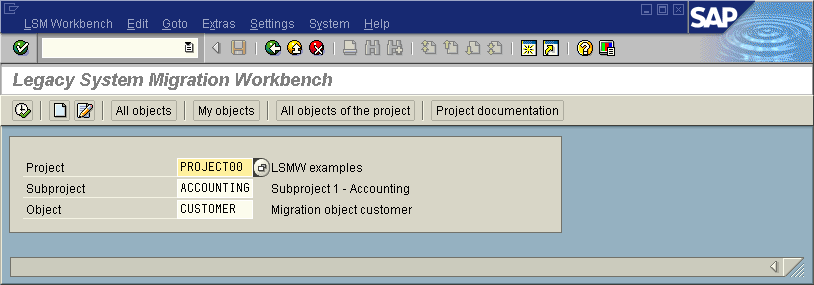 LSM Workbench Edit Goto Extras Settings System Help
SAP
Legacy System Migration Workbench
All objects My objects All objects of the project Project documentation
Project PROJECT00 LSMW examples
Subproject ACCOUNTING Subproject 1 - Accounting
Object CUSTOMER Migration object customer